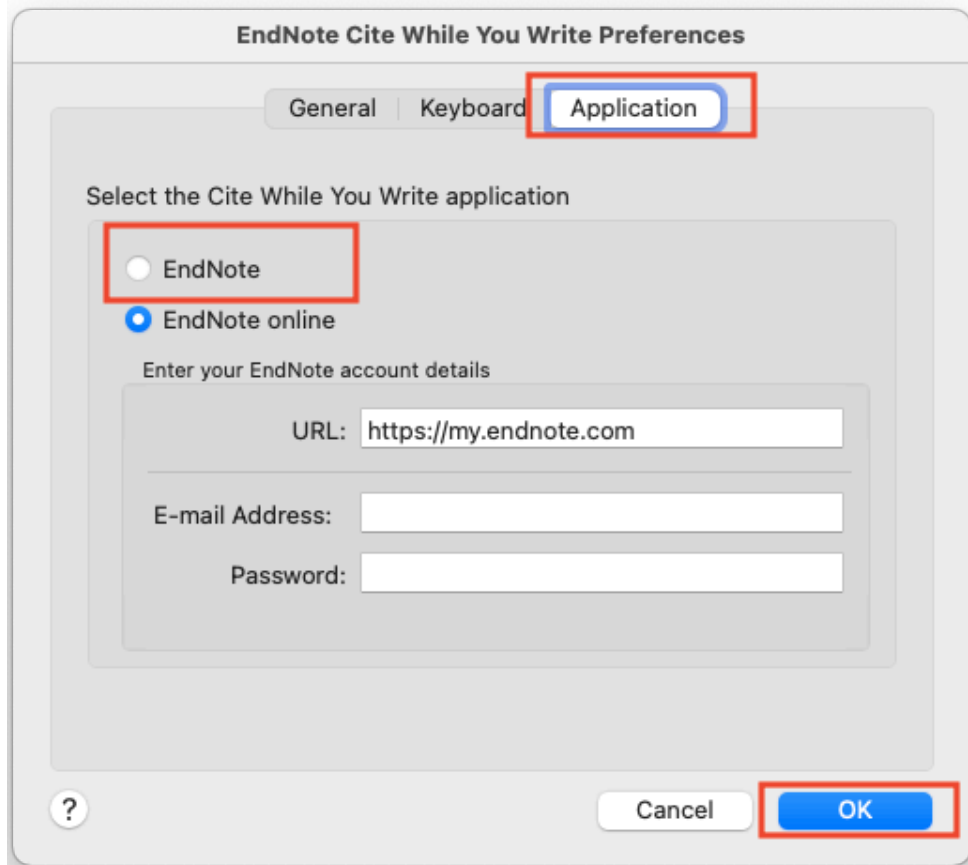 EndNote Cite While You Write Preferences
General Keyboard Application
Select the Cite While You Write application
EndNote
EndNote online
Enter your EndNote account details
URL: https://my.endnote.com
E-mail Address:
Password:
? Cancel OK